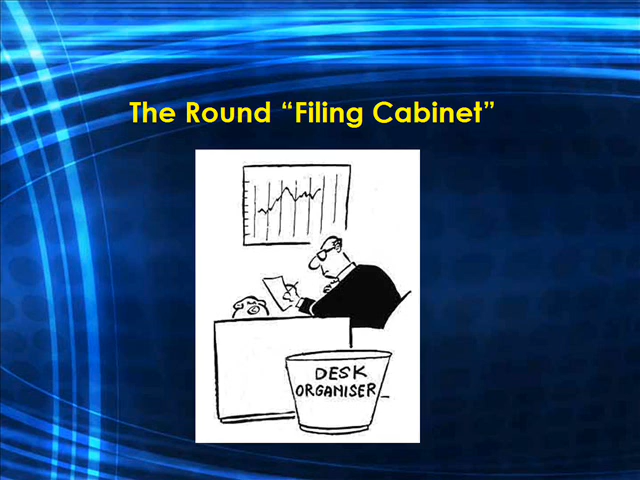 The Round “Filing Cabinet”
DESK
ORGANISER